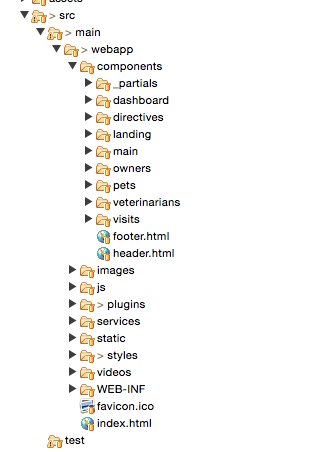 assets
> src
> main
> webapp
components
_partials
dashboard
directives
landing
main
owners
pets
veterinarians
visits
footer.html
header.html
images
js
> plugins
services
static
> styles
videos
WEB-INF
favicon.ico
index.html
test